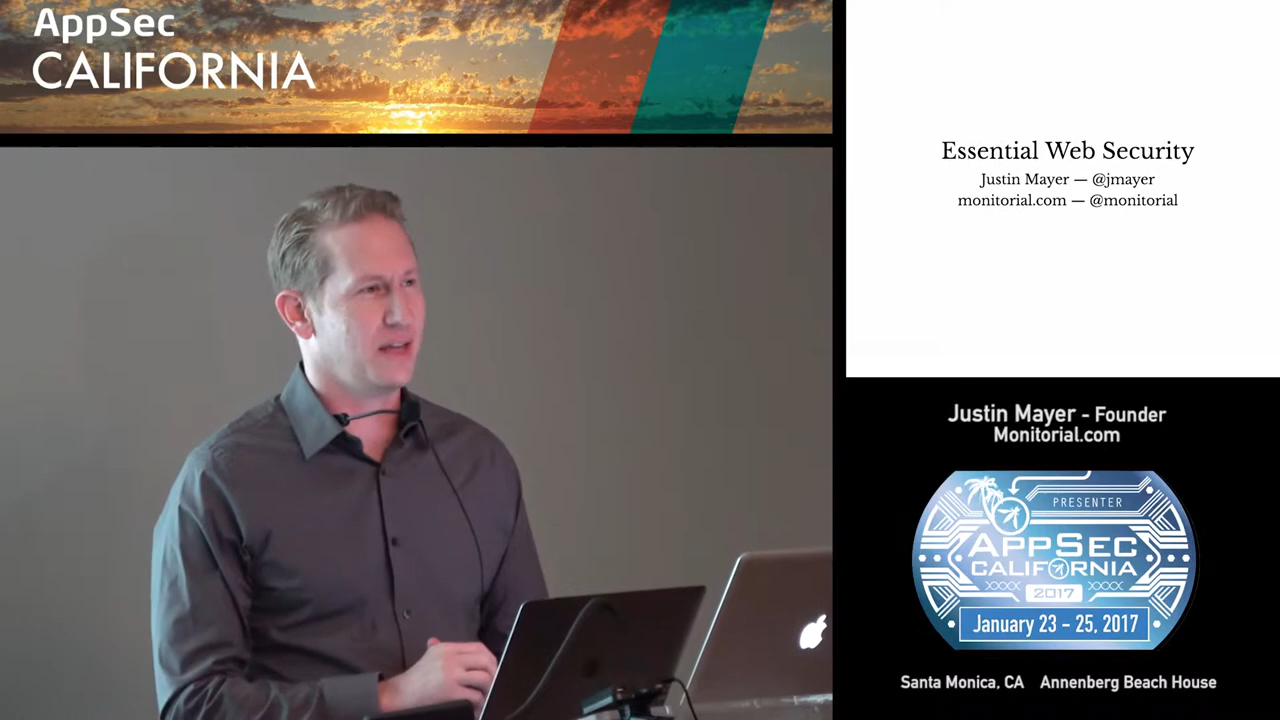 AppSec
CALIFORNIA
Essential Web Security
Justin Mayer — @jmayer
monitorial.com — @monitorial
Justin Mayer - Founder
Monitorial.com
PRESENTER
APPSEC
CALIFORNIA
2017
January 23 - 25, 2017
Santa Monica, CA Annenberg Beach House